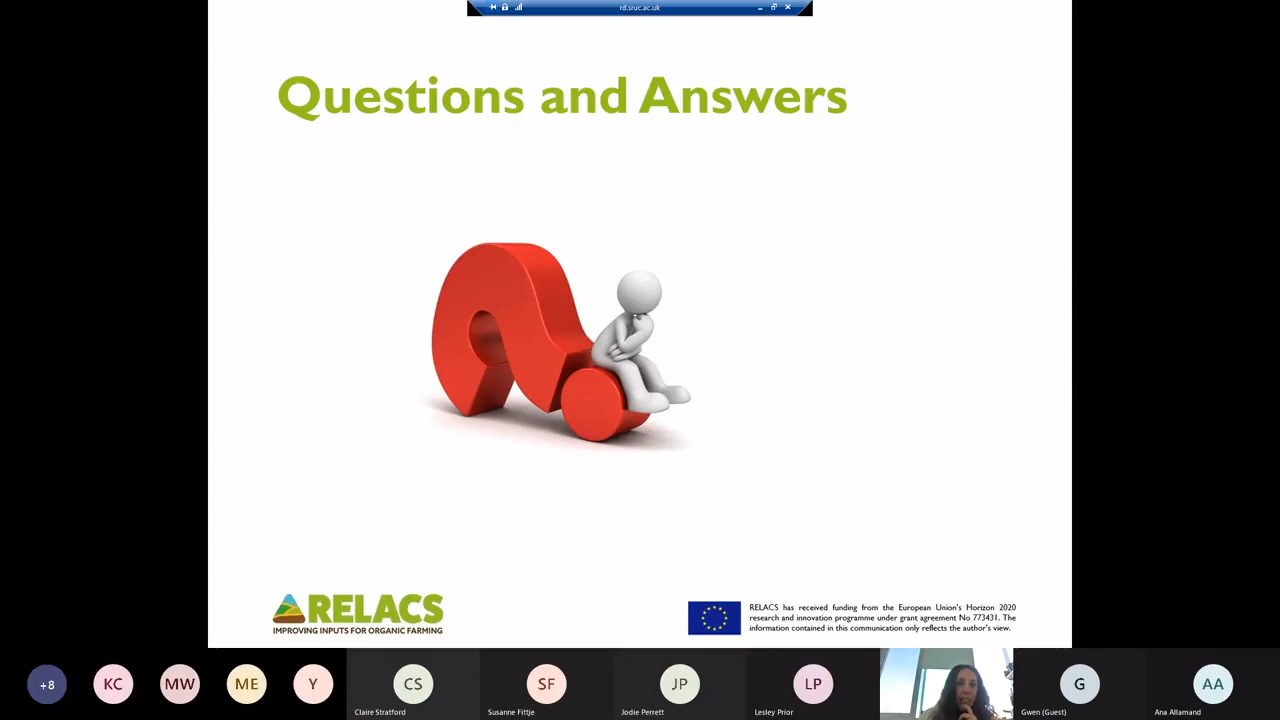 rd.sruc.ac.uk
Questions and Answers
RELACS
IMPROVING INPUTS FOR ORGANIC FARMING
RELACS has received funding from the European Union's Horizon 2020
research and innovation programme under grant agreement No 773431. The
information contained in this communication only reflects the author's view.
+8
KC
MW
ME
Y
CS
SF
JP
LP
G
AA
Claire Stratford
Susanne Fittje
Jodie Perrett
Lesley Prior
Gwen (Guest)
Ana Allamand